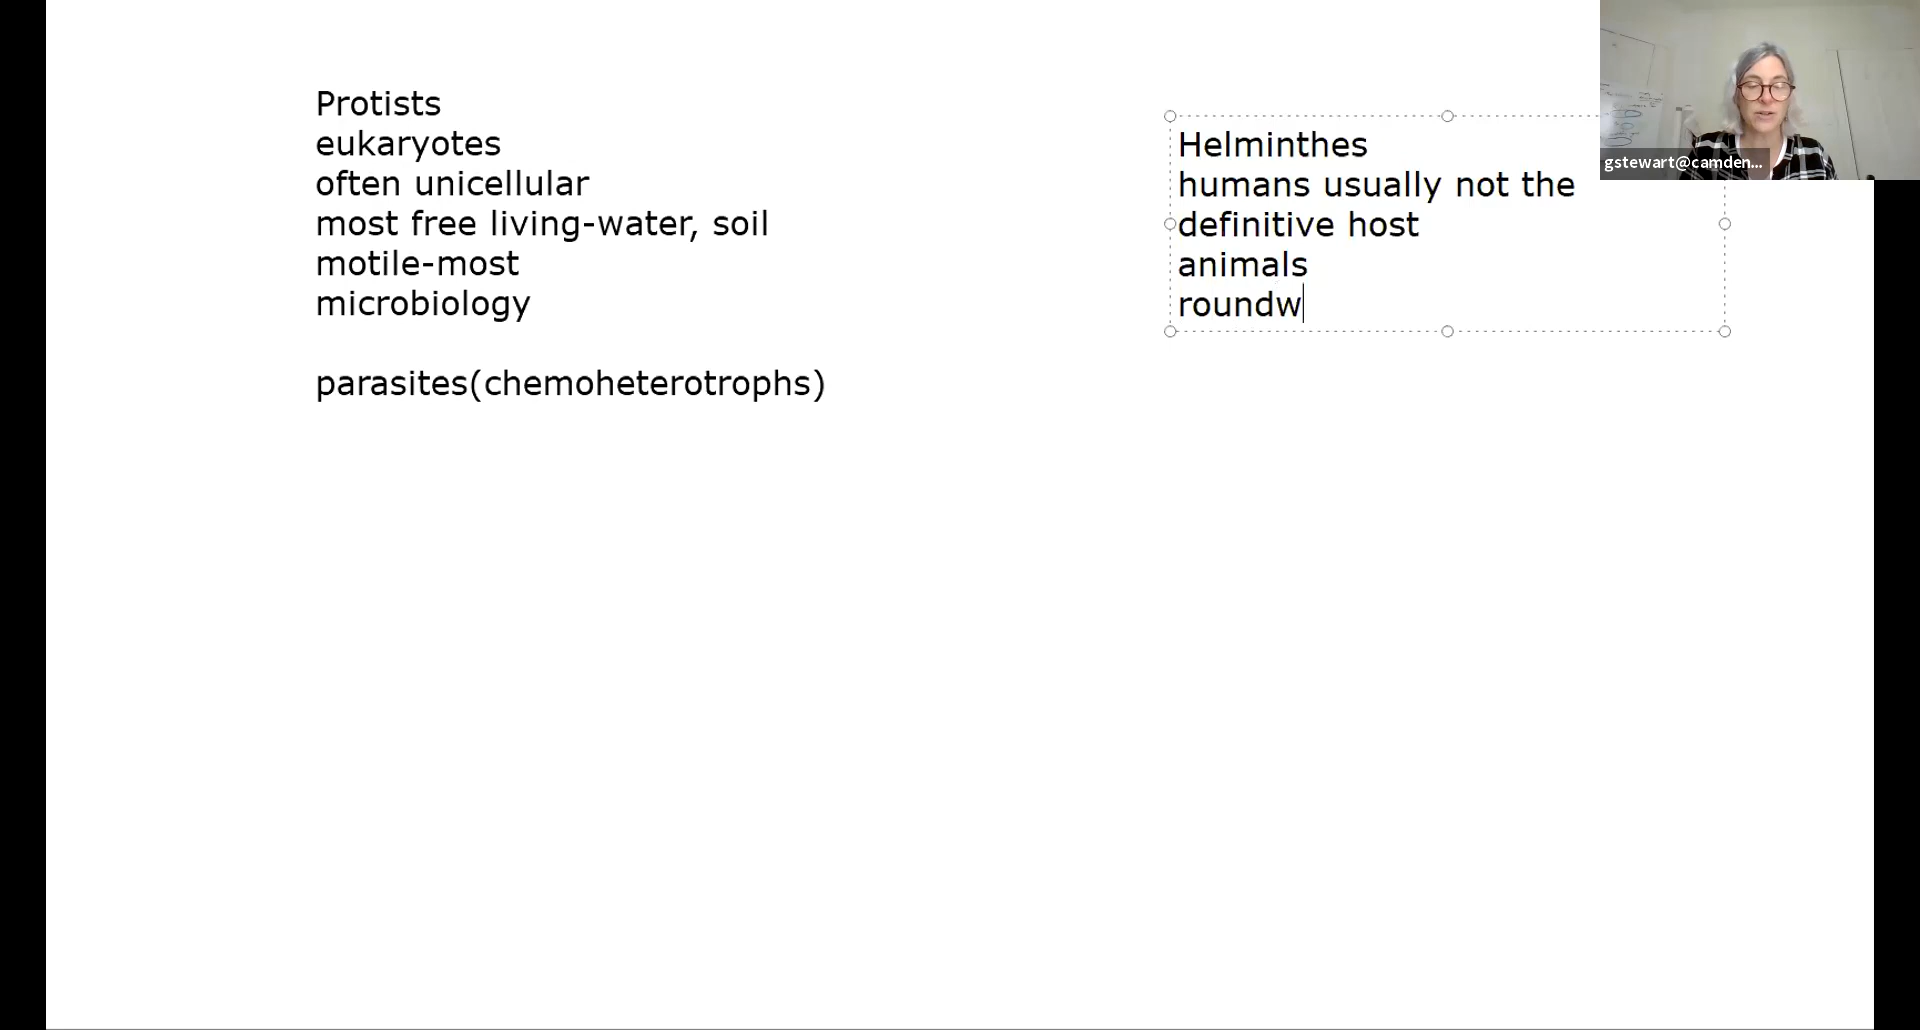 Protists
eukaryotes
often unicellular
most free living-water, soil
motile-most
microbiology
parasites(chemoheterotrophs)
Helminthes
humans usually not the
definitive host
animals
roundw
gstewart@camden...